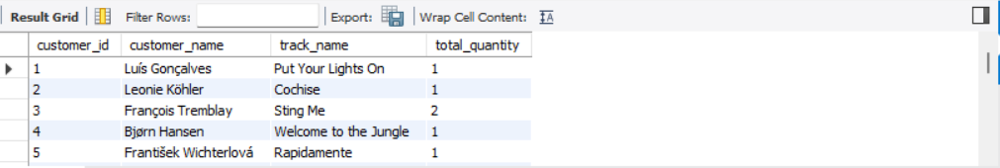 Result Grid Filter Rows: Export: Wrap Cell Content: IA
customer_id customer_name track_name total_quantity
1 Luís Gonçalves Put Your Lights On 1
2 Leonie Köhler Cochise 1
3 François Tremblay Sting Me 2
4 Bjørn Hansen Welcome to the Jungle 1
5 František Wichterlová Rapidamente 1